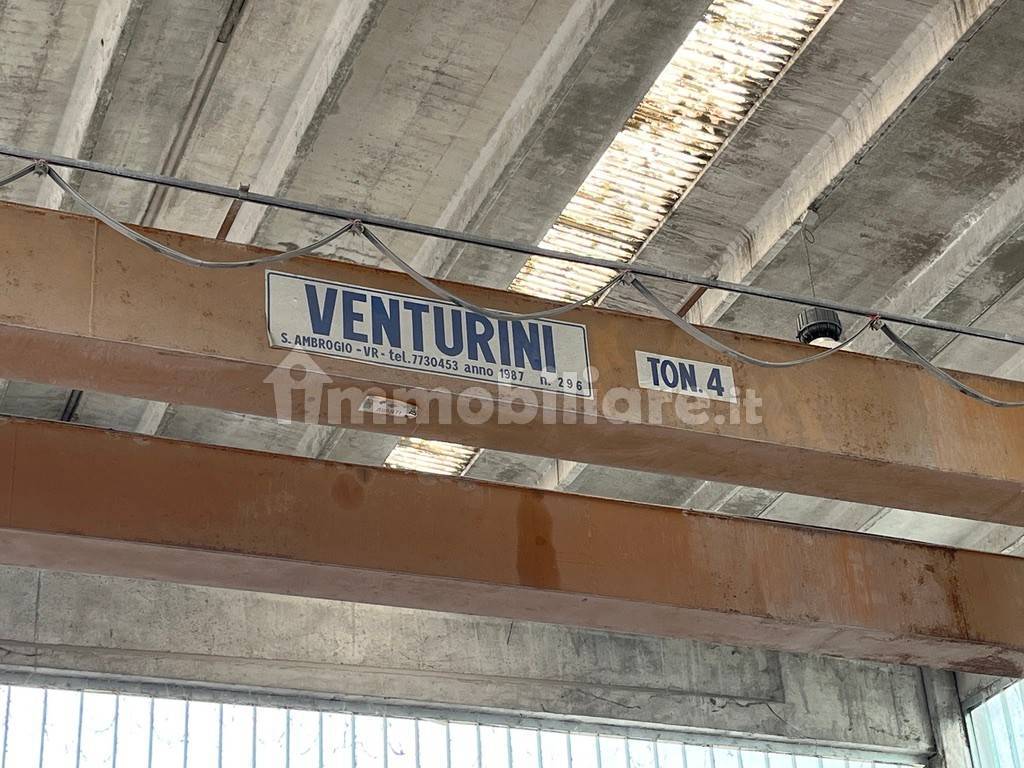 VENTURINI
S. AMBROGIO - VR - tel. 7730453 anno 1987 n. 296
TON. 4
immobiliare.it